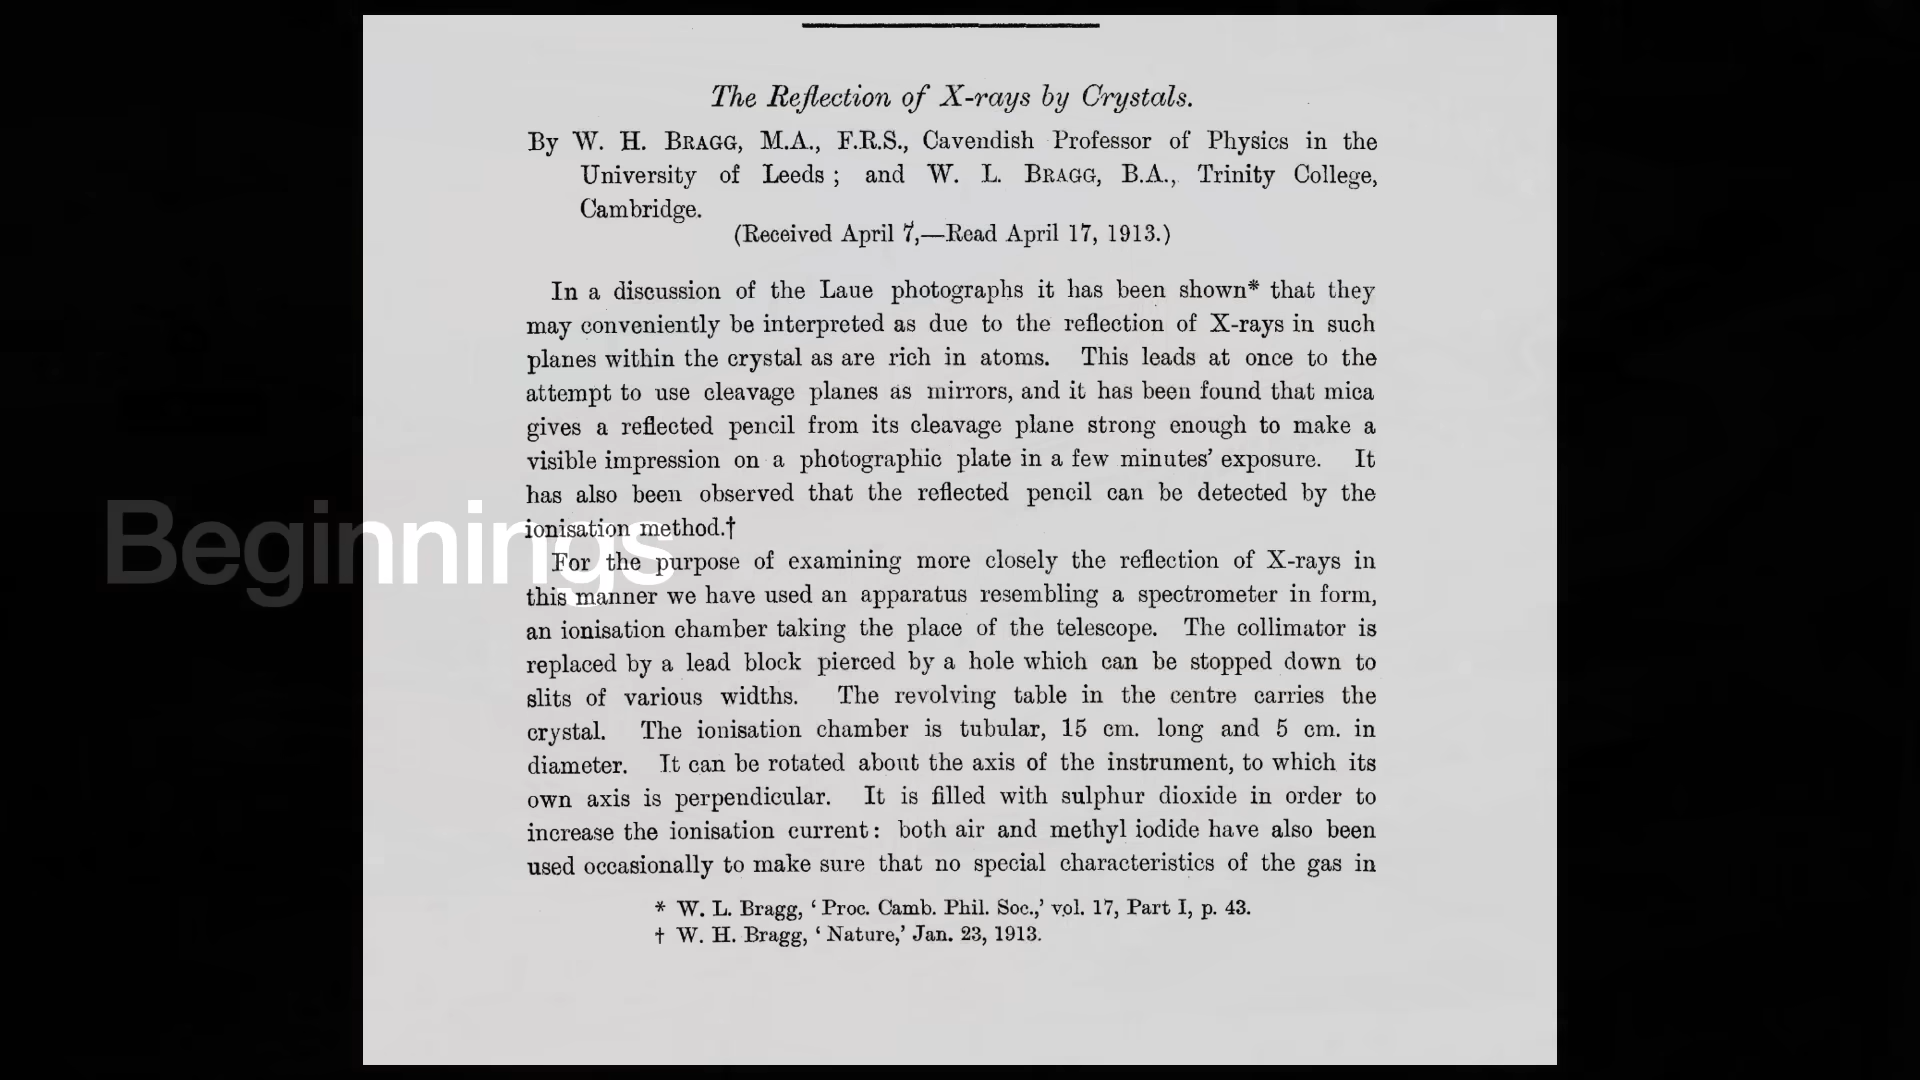 The Reflection of X-rays by Crystals.
By W. H. BRAGG, M.A., F.R.S., Cavendish Professor of Physics in the
University of Leeds ; and W. L. BRAGG, B.A., Trinity College,
Cambridge.
(Received April 7,—Read April 17, 1913.)
In a discussion of the Laue photographs it has been shown* that they
may conveniently be interpreted as due to the reflection of X-rays in such
planes within the crystal as are rich in atoms. This leads at once to the
attempt to use cleavage planes as mirrors, and it has been found that mica
gives a reflected pencil from its cleavage plane strong enough to make a
visible impression on a photographic plate in a few minutes’ exposure. It
has also been observed that the reflected pencil can be detected by the
ionisation method.†
Beginnings
For the purpose of examining more closely the reflection of X-rays in
this manner we have used an apparatus resembling a spectrometer in form,
an ionisation chamber taking the place of the telescope. The collimator is
replaced by a lead block pierced by a hole which can be stopped down to
slits of various widths. The revolving table in the centre carries the
crystal. The ionisation chamber is tubular, 15 cm. long and 5 cm. in
diameter. It can be rotated about the axis of the instrument, to which its
own axis is perpendicular. It is filled with sulphur dioxide in order to
increase the ionisation current : both air and methyl iodide have also been
used occasionally to make sure that no special characteristics of the gas in
* W. L. Bragg, ‘ Proc. Camb. Phil. Soc.,’ vol. 17, Part I, p. 43.
† W. H. Bragg, ‘ Nature,’ Jan. 23, 1913.